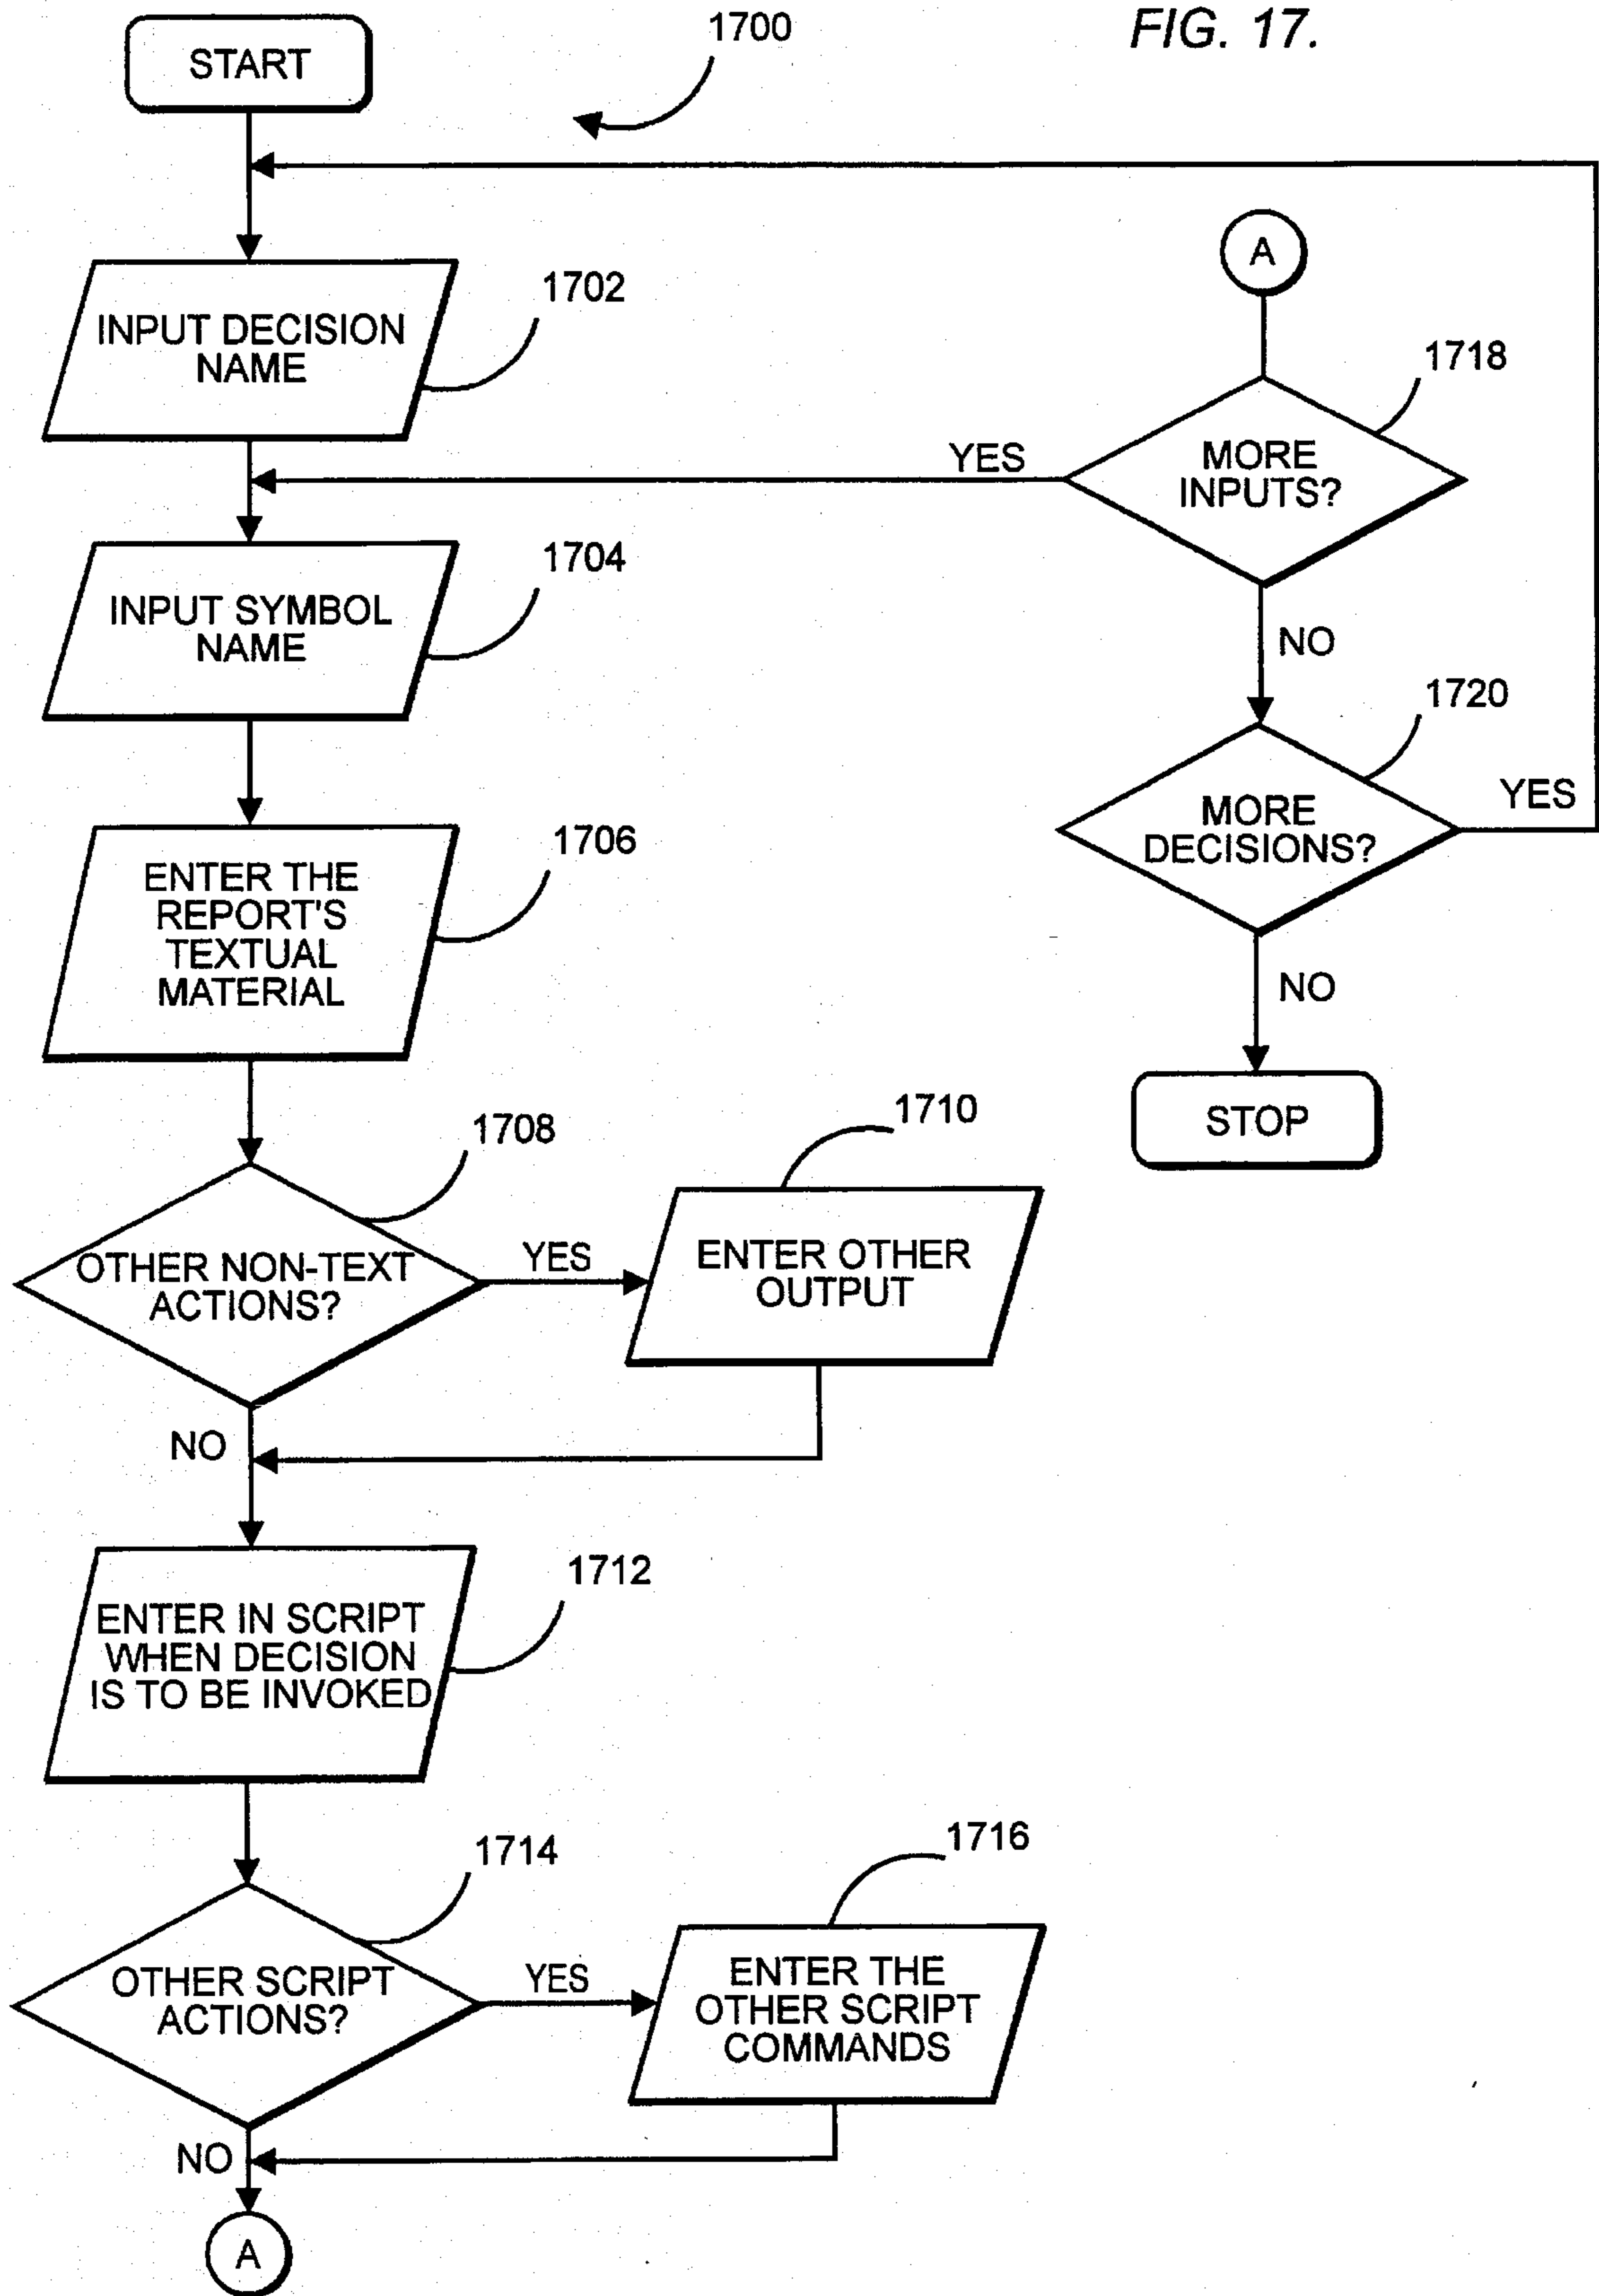 FIG. 17.
1700
START
1702
INPUT DECISION
NAME
1704
INPUT SYMBOL
NAME
1706
ENTER THE
REPORT'S
TEXTUAL
MATERIAL
1708
OTHER NON-TEXT
ACTIONS?
YES
1710
ENTER OTHER
OUTPUT
NO
1712
ENTER IN SCRIPT
WHEN DECISION
IS TO BE INVOKED
1714
OTHER SCRIPT
ACTIONS?
YES
1716
ENTER THE
OTHER SCRIPT
COMMANDS
NO
A
A
1718
MORE
INPUTS?
YES
NO
1720
MORE
DECISIONS?
YES
NO
STOP